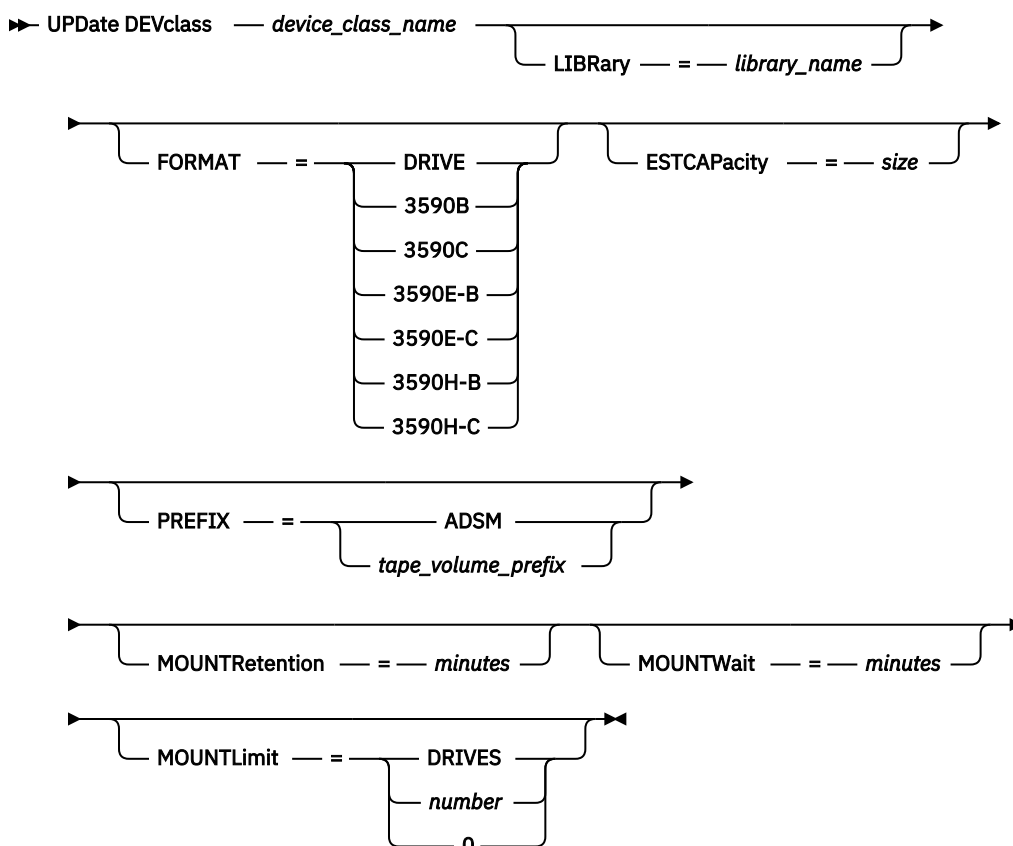 UPDate DEVclass device_class_name
LIBRary = library_name
FORMAT = DRIVE ESTCAPacity = size
3590B
3590C
3590E-B
3590E-C
3590H-B
3590H-C
PREFIX = ADSM
tape_volume_prefix
MOUNTRetention = minutes MOUNTWait = minutes
MOUNTLimit = DRIVES
number